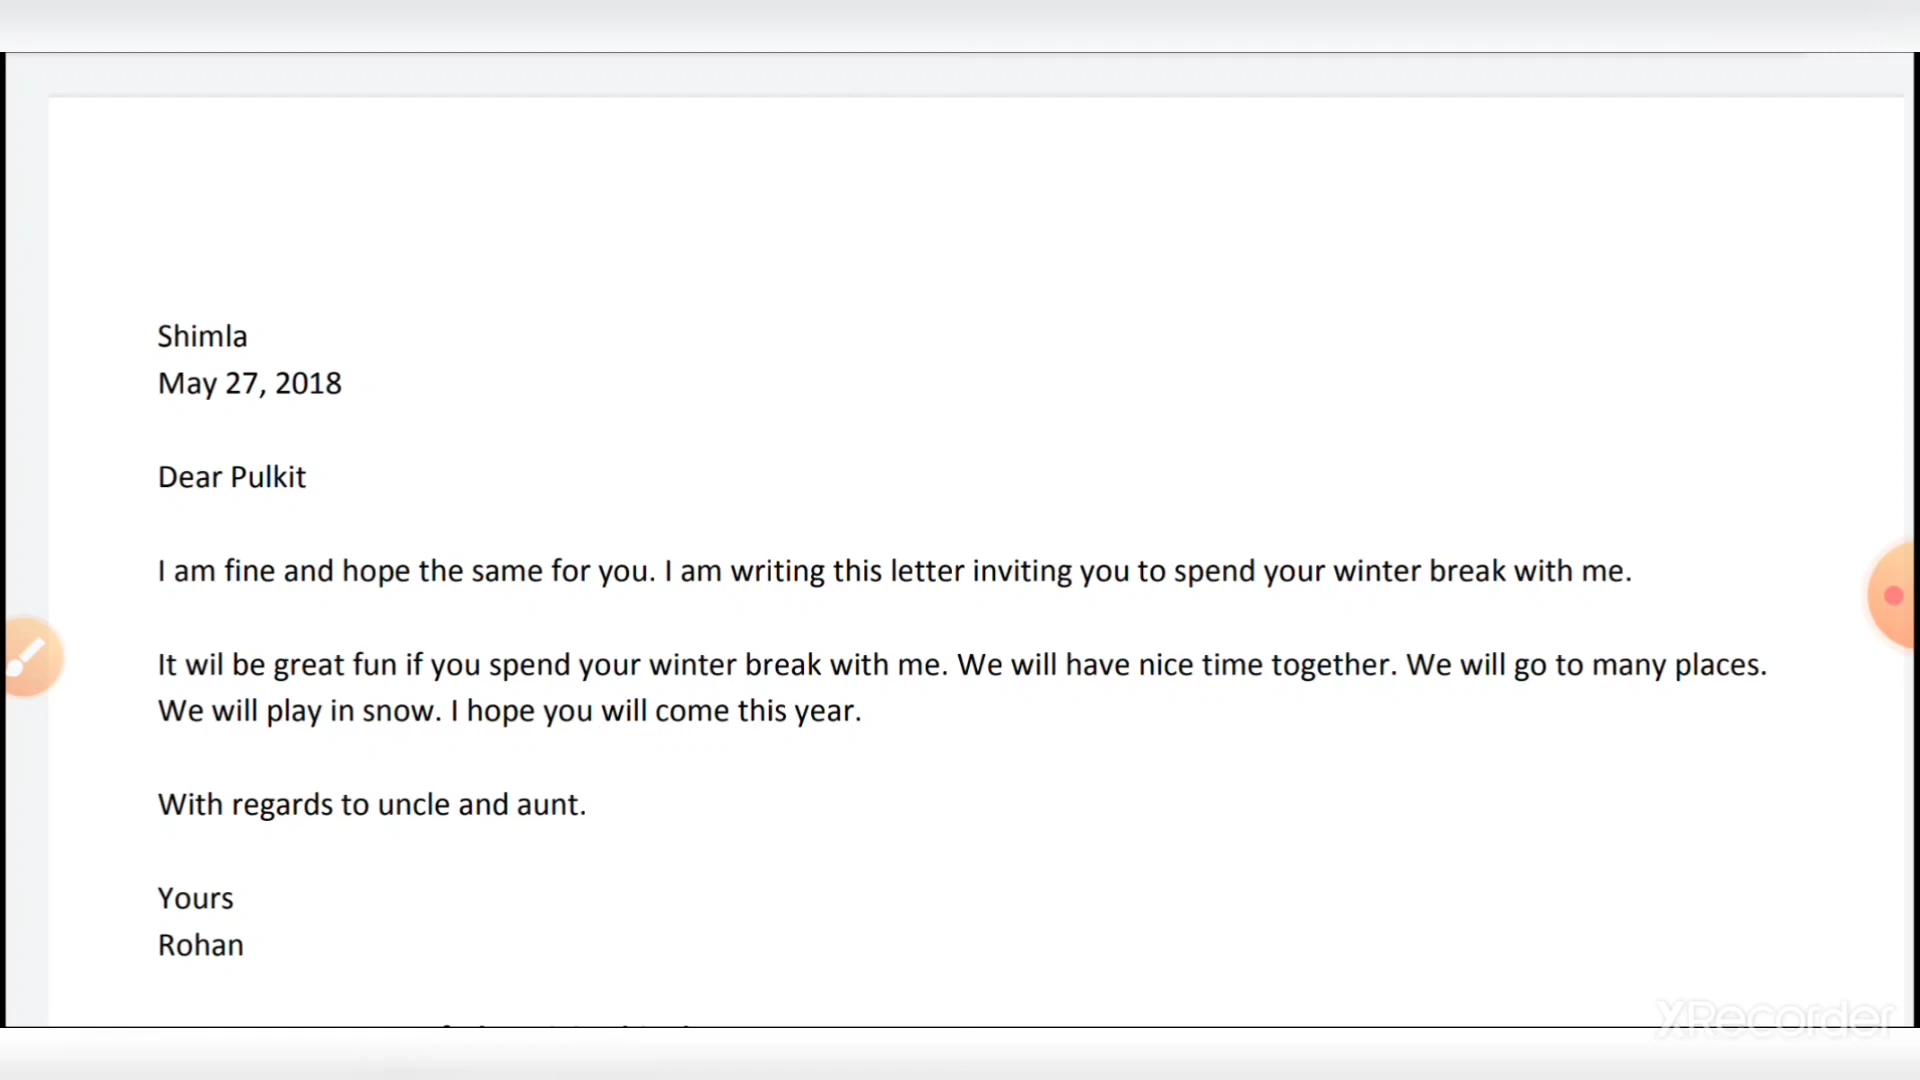 Shimla
May 27, 2018
Dear Pulkit
I am fine and hope the same for you. I am writing this letter inviting you to spend your winter break with me.
It wil be great fun if you spend your winter break with me. We will have nice time together. We will go to many places.
We will play in snow. I hope you will come this year.
With regards to uncle and aunt.
Yours
Rohan
XRecorder